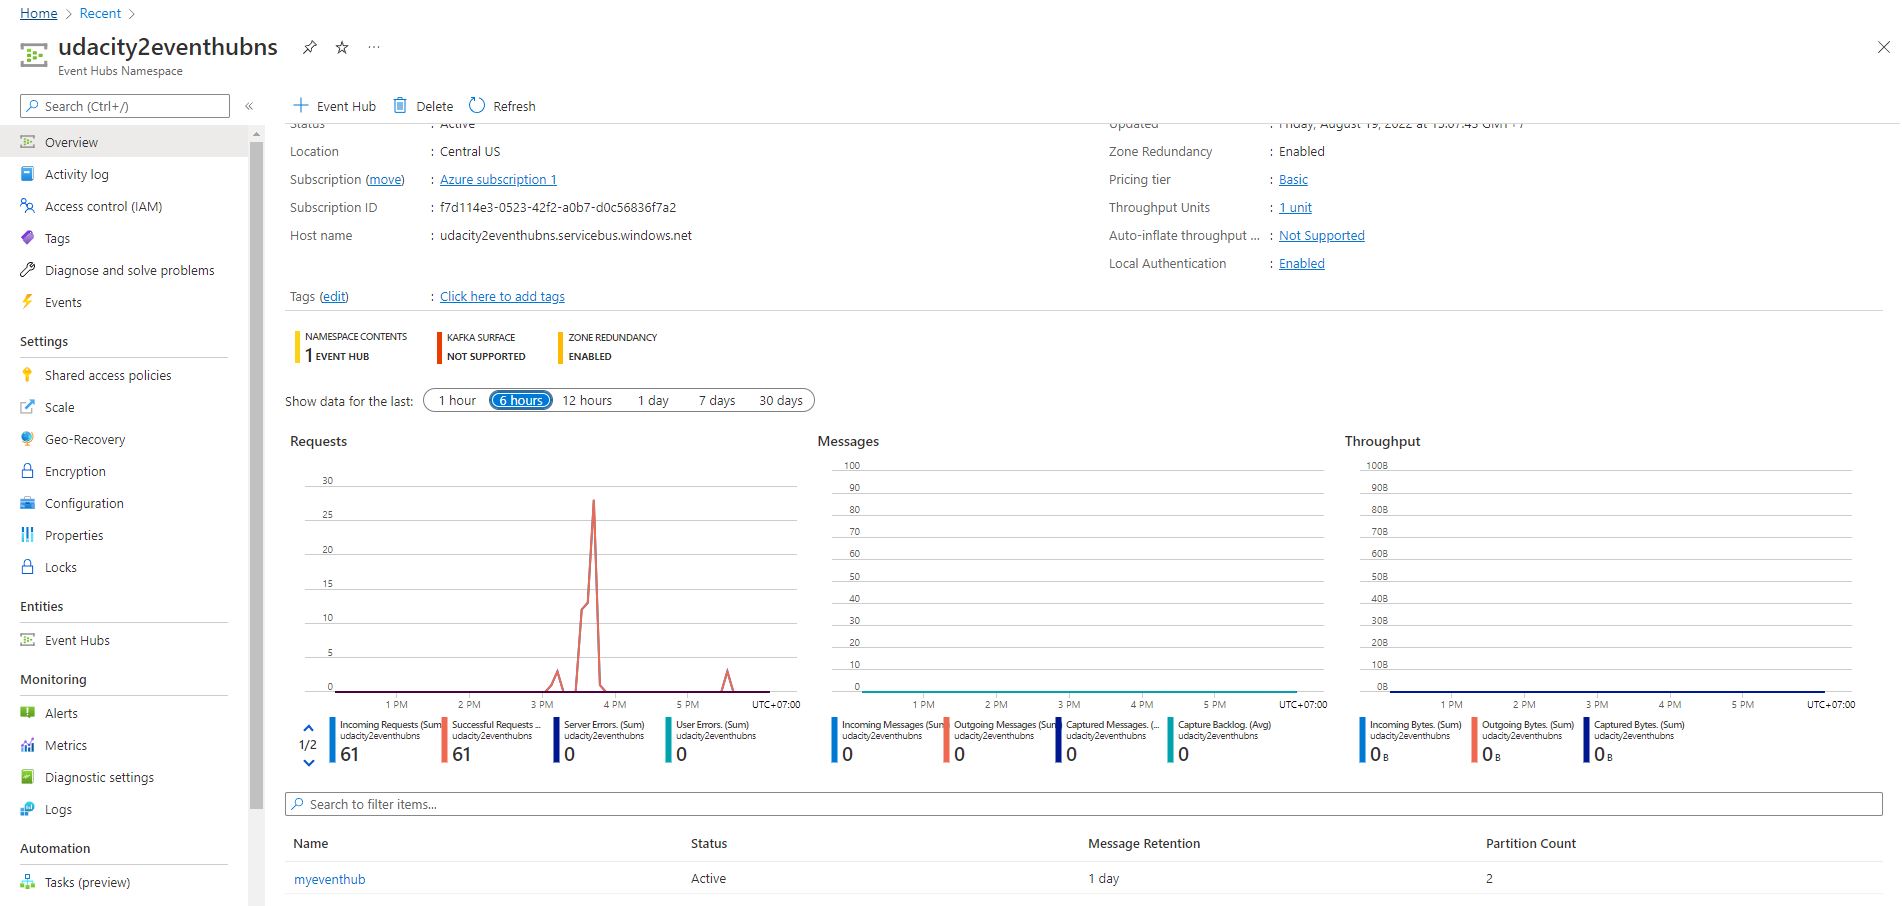 Home > Recent >
udacity2eventhubns
Event Hubs Namespace
Search (Ctrl+/)
Overview
Activity log
Access control (IAM)
Tags
Diagnose and solve problems
Events
Settings
Shared access policies
Scale
Geo-Recovery
Encryption
Configuration
Properties
Locks
Entities
Event Hubs
Monitoring
Alerts
Metrics
Diagnostic settings
Logs
Automation
Tasks (preview)
Event Hub Delete Refresh
Status : Active
Location : Central US
Subscription (move) : Azure subscription 1
Subscription ID : f7d114e3-0523-42f2-a0b7-d0c56836f7a2
Host name : udacity2eventhubns.servicebus.windows.net
Tags (edit) : Click here to add tags
Updated : Friday, August 19, 2022 at 15:07:43 GMT+7
Zone Redundancy : Enabled
Pricing tier : Basic
Throughput Units : 1 unit
Auto-inflate throughput ... : Not Supported
Local Authentication : Enabled
NAMESPACE CONTENTS
1 EVENT HUB
KAFKA SURFACE
NOT SUPPORTED
ZONE REDUNDANCY
ENABLED
Show data for the last: 1 hour 6 hours 12 hours 1 day 7 days 30 days
Requests
30
25
20
15
10
5
0
1 PM 2 PM 3 PM 4 PM 5 PM UTC+07:00
1/2
Incoming Requests (Sum
udacity2eventhubns
61
Successful Requests ...
udacity2eventhubns
61
Server Errors. (Sum)
udacity2eventhubns
0
User Errors. (Sum)
udacity2eventhubns
0
Messages
100
90
80
70
60
50
40
30
20
10
0
1 PM 2 PM 3 PM 4 PM 5 PM UTC+07:00
Incoming Messages (Sum
udacity2eventhubns
0
Outgoing Messages (Sum
udacity2eventhubns
0
Captured Messages. (...
udacity2eventhubns
0
Capture Backlog. (Avg)
udacity2eventhubns
0
Throughput
100B
90B
80B
70B
60B
50B
40B
30B
20B
10B
0B
1 PM 2 PM 3 PM 4 PM 5 PM UTC+07:00
Incoming Bytes. (Sum)
udacity2eventhubns
0 B
Outgoing Bytes. (Sum)
udacity2eventhubns
0 B
Captured Bytes. (Sum)
udacity2eventhubns
0 B
Search to filter items...
Name Status Message Retention Partition Count
myeventhub Active 1 day 2